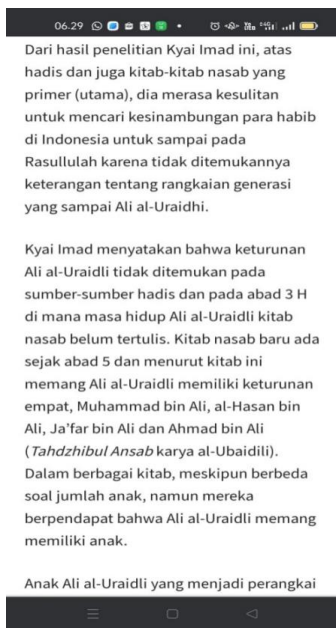 06.29
Dari hasil penelitian Kyai Imad ini, atas
hadis dan juga kitab-kitab nasab yang
primer (utama), dia merasa kesulitan
untuk mencari kesinambungan para habib
di Indonesia untuk sampai pada
Rasullulah karena tidak ditemukannya
keterangan tentang rangkaian generasi
yang sampai Ali al-Uraidhi.
Kyai Imad menyatakan bahwa keturunan
Ali al-Uraidli tidak ditemukan pada
sumber-sumber hadis dan pada abad 3 H
di mana masa hidup Ali al-Uraidli kitab
nasab belum tertulis. Kitab nasab baru ada
sejak abad 5 dan menurut kitab ini
memang Ali al-Uraidli memiliki keturunan
empat, Muhammad bin Ali, al-Hasan bin
Ali, Ja'far bin Ali dan Ahmad bin Ali
(Tahdzhibul Ansab karya al-Ubaidili).
Dalam berbagai kitab, meskipun berbeda
soal jumlah anak, namun mereka
berpendapat bahwa Ali al-Uraidli memang
memiliki anak.
Anak Ali al-Uraidli yang menjadi perangkai